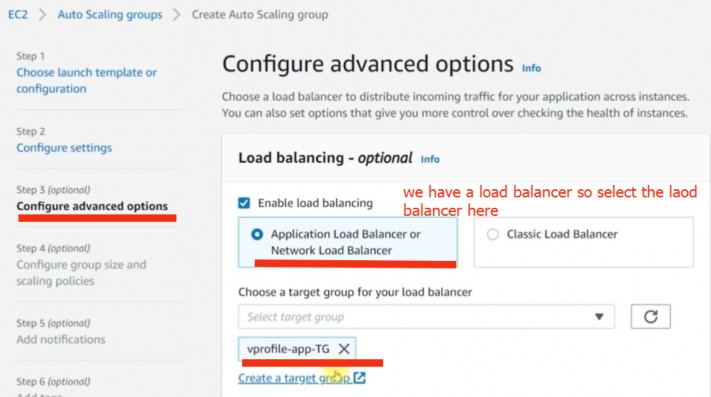 EC2 > Auto Scaling groups > Create Auto Scaling group
Step 1
Choose launch template or
configuration
Step 2
Configure settings
Step 3 (optional)
Configure advanced options
Step 4 (optional)
Configure group size and
scaling policies
Step 5 (optional)
Add notifications
Step 6 (optional)
Configure advanced options Info
Choose a load balancer to distribute incoming traffic for your application across instances.
You can also set options that give you more control over checking the health of instances.
Load balancing - optional Info
we have a load balancer so select the laod
balancer here
Enable load balancing
Application Load Balancer or
Network Load Balancer
Classic Load Balancer
Choose a target group for your load balancer
Select target group
vprofile-app-TG
Create a target group